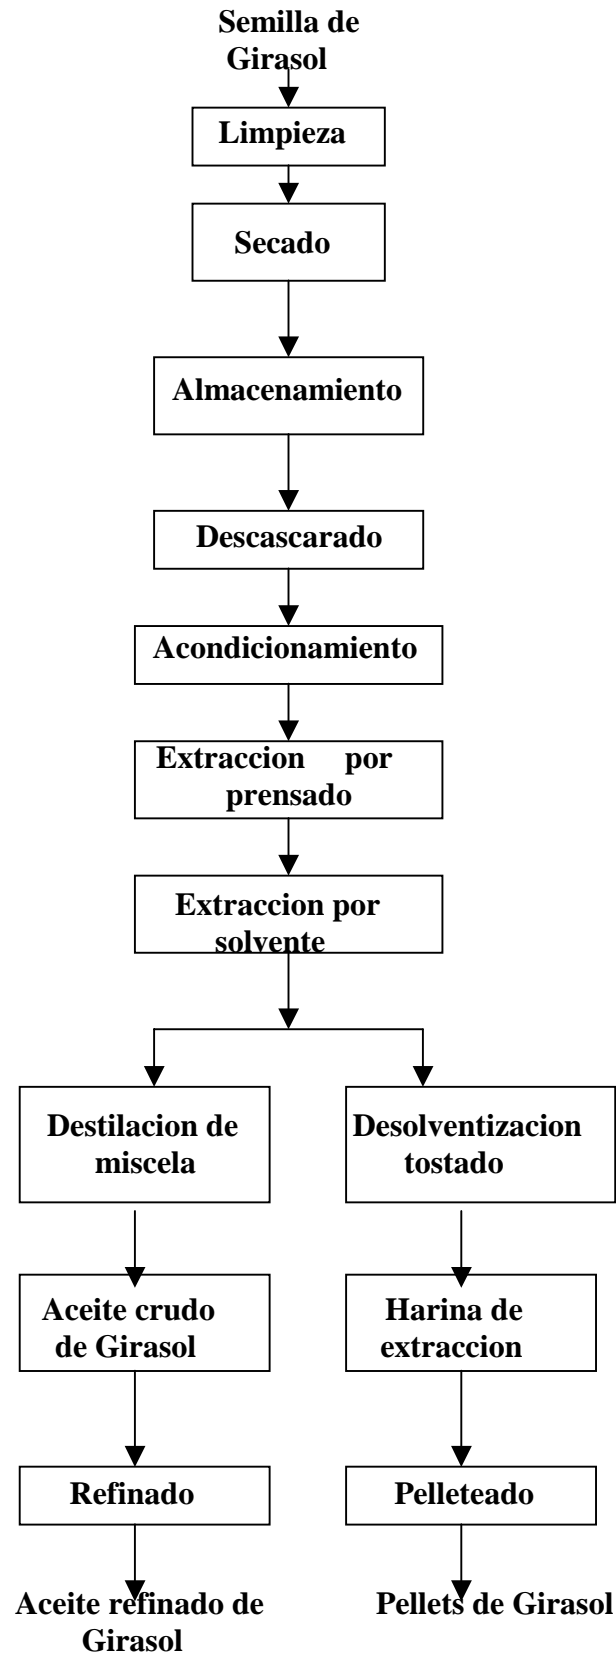 Semilla de
Girasol
Limpieza
Secado
Almacenamiento
Descascarado
Acondicionamiento
Extraccion por
prensado
Extraccion por
solvente
Destilacion de
miscela
Desolventizacion
tostado
Aceite crudo
de Girasol
Harina de
extraccion
Refinado
Pelleteado
Aceite refinado de
Girasol
Pellets de Girasol